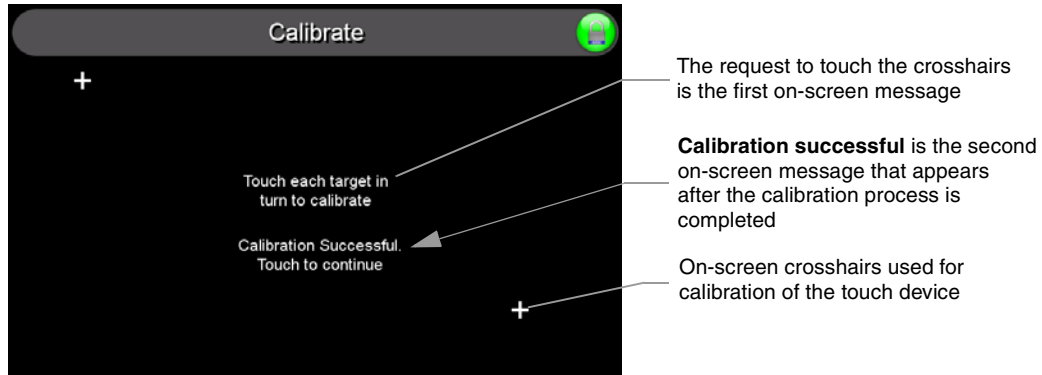 Calibrate
Touch each target in
turn to calibrate
Calibration Successful.
Touch to continue
The request to touch the crosshairs
is the first on-screen message
Calibration successful is the second
on-screen message that appears
after the calibration process is
completed
On-screen crosshairs used for
calibration of the touch device